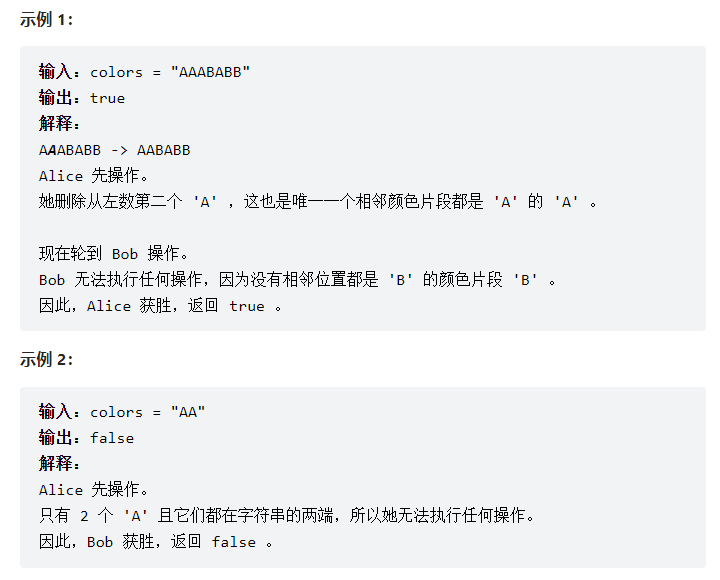 示例 1：
输入：colors = "AAABABB"
输出：true
解释：
AAABABB -> AABABB
Alice 先操作。
她删除从左数第二个 'A' ，这也是唯一一个相邻颜色片段都是 'A' 的 'A' 。
现在轮到 Bob 操作。
Bob 无法执行任何操作，因为没有相邻位置都是 'B' 的颜色片段 'B' 。
因此，Alice 获胜，返回 true 。
示例 2：
输入：colors = "AA"
输出：false
解释：
Alice 先操作。
只有 2 个 'A' 且它们都在字符串的两端，所以她无法执行任何操作。
因此，Bob 获胜，返回 false 。